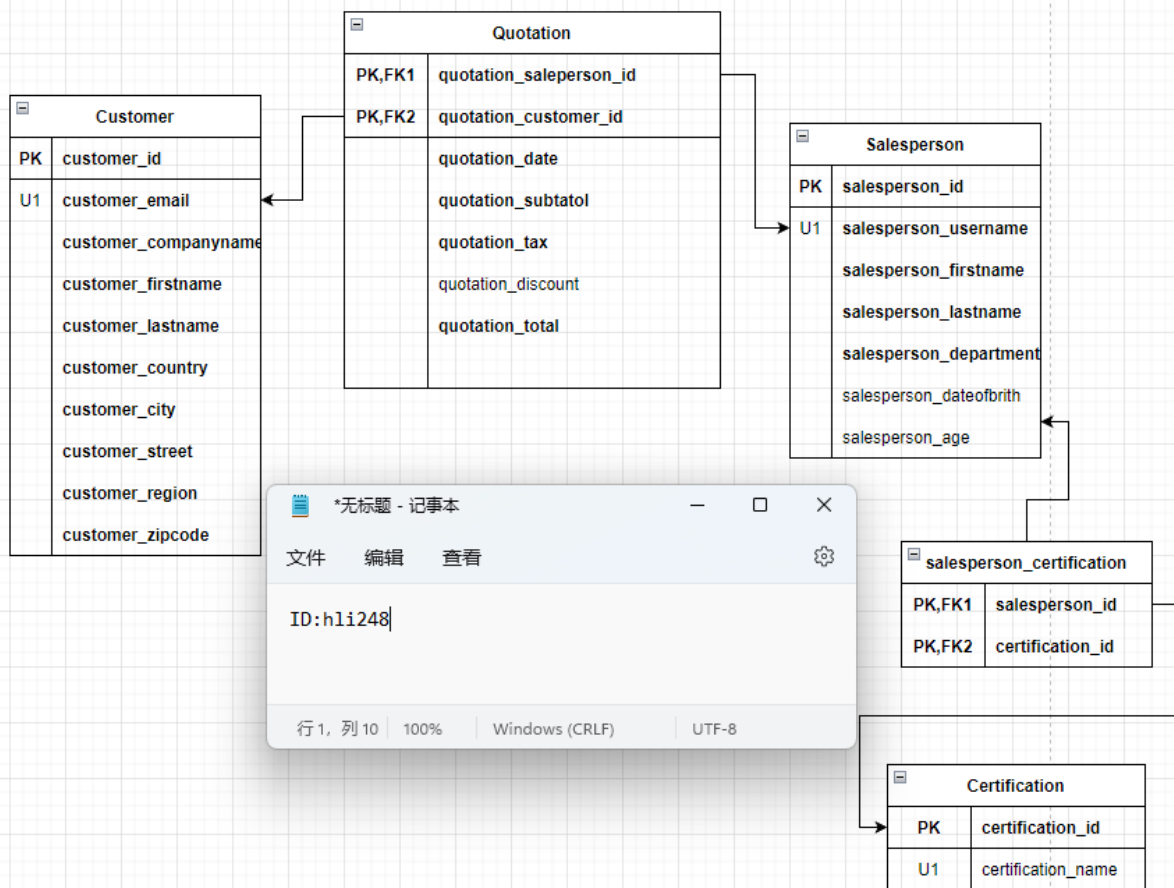 Quotation
PK,FK1 quotation_saleperson_id
PK,FK2 quotation_customer_id
quotation_date
quotation_subtatol
quotation_tax
quotation_discount
quotation_total
Customer
PK customer_id
U1 customer_email
customer_companyname
customer_firstname
customer_lastname
customer_country
customer_city
customer_street
customer_region
customer_zipcode
Salesperson
PK salesperson_id
U1 salesperson_username
salesperson_firstname
salesperson_lastname
salesperson_department
salesperson_dateofbrith
salesperson_age
*无标题 - 记事本
文件 编辑 查看
ID:hli248
行 1, 列 10 100% Windows (CRLF) UTF-8
salesperson_certification
PK,FK1 salesperson_id
PK,FK2 certification_id
Certification
PK certification_id
U1 certification_name